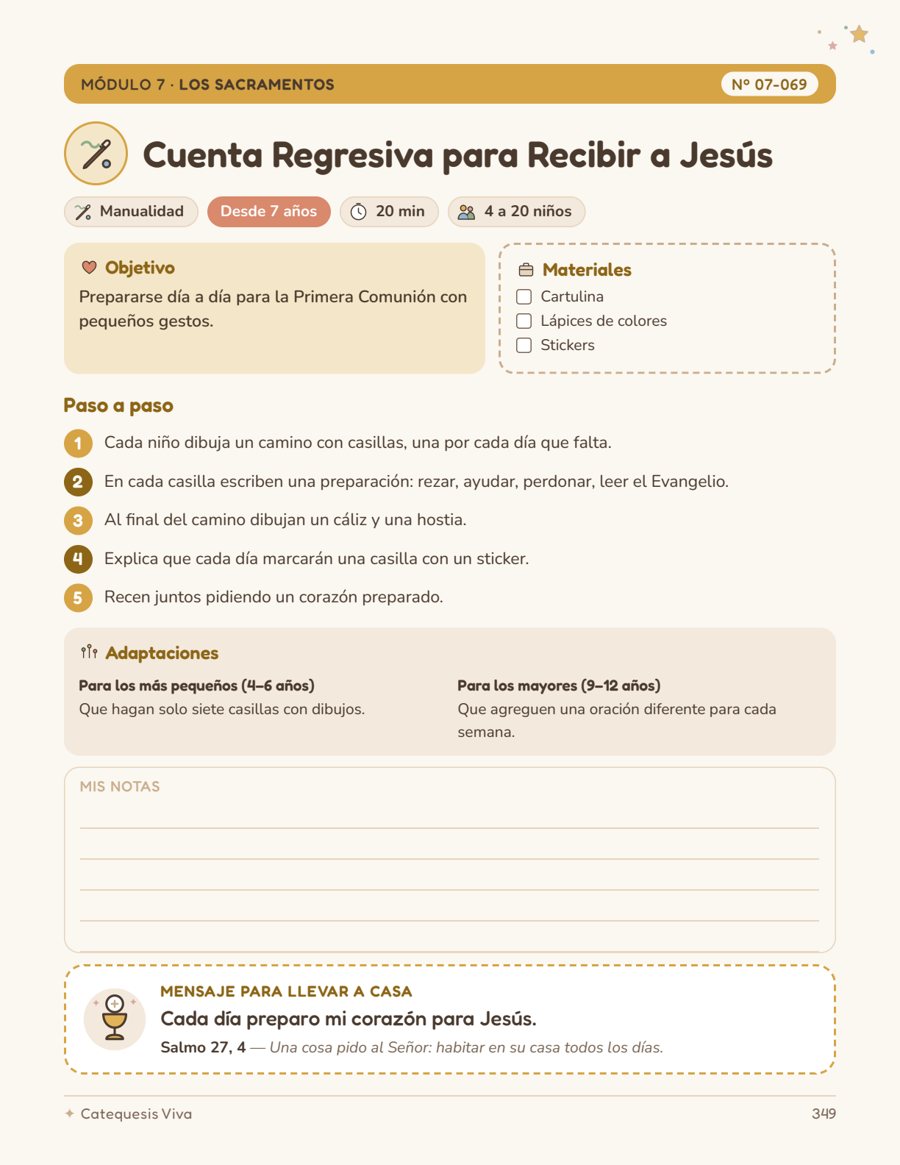 MÓDULO 7 · LOS SACRAMENTOS
Nº 07-069
Cuenta Regresiva para Recibir a Jesús
Manualidad
Desde 7 años
20 min
4 a 20 niños
Objetivo
Prepararse día a día para la Primera Comunión con
pequeños gestos.
Materiales
Cartulina
Lápices de colores
Stickers
Paso a paso
1 Cada niño dibuja un camino con casillas, una por cada día que falta.
2 En cada casilla escriben una preparación: rezar, ayudar, perdonar, leer el Evangelio.
3 Al final del camino dibujan un cáliz y una hostia.
4 Explica que cada día marcarán una casilla con un sticker.
5 Recen juntos pidiendo un corazón preparado.
Adaptaciones
Para los más pequeños (4–6 años)
Que hagan solo siete casillas con dibujos.
Para los mayores (9–12 años)
Que agreguen una oración diferente para cada
semana.
MIS NOTAS
MENSAJE PARA LLEVAR A CASA
Cada día preparo mi corazón para Jesús.
Salmo 27, 4 — Una cosa pido al Señor: habitar en su casa todos los días.
Catequesis Viva
349